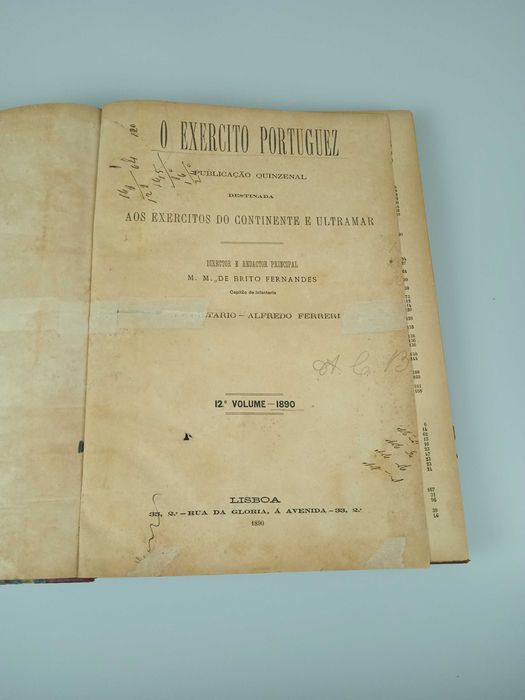 O EXERCITO PORTUGUEZ
PUBLICAÇÃO QUINZENAL
DESTINADA
AOS EXERCITOS DO CONTINENTE E ULTRAMAR
DIRECTOR E REDACTOR PRINCIPAL
M. M. DE BRITO FERNANDES
Capitão de infanteria
TARIO – ALFREDO FERRERI
A. C. B
12.º VOLUME – 1890
LISBOA
33, 2.º – RUA DA GLORIA, Á AVENIDA – 33, 2.º
1890